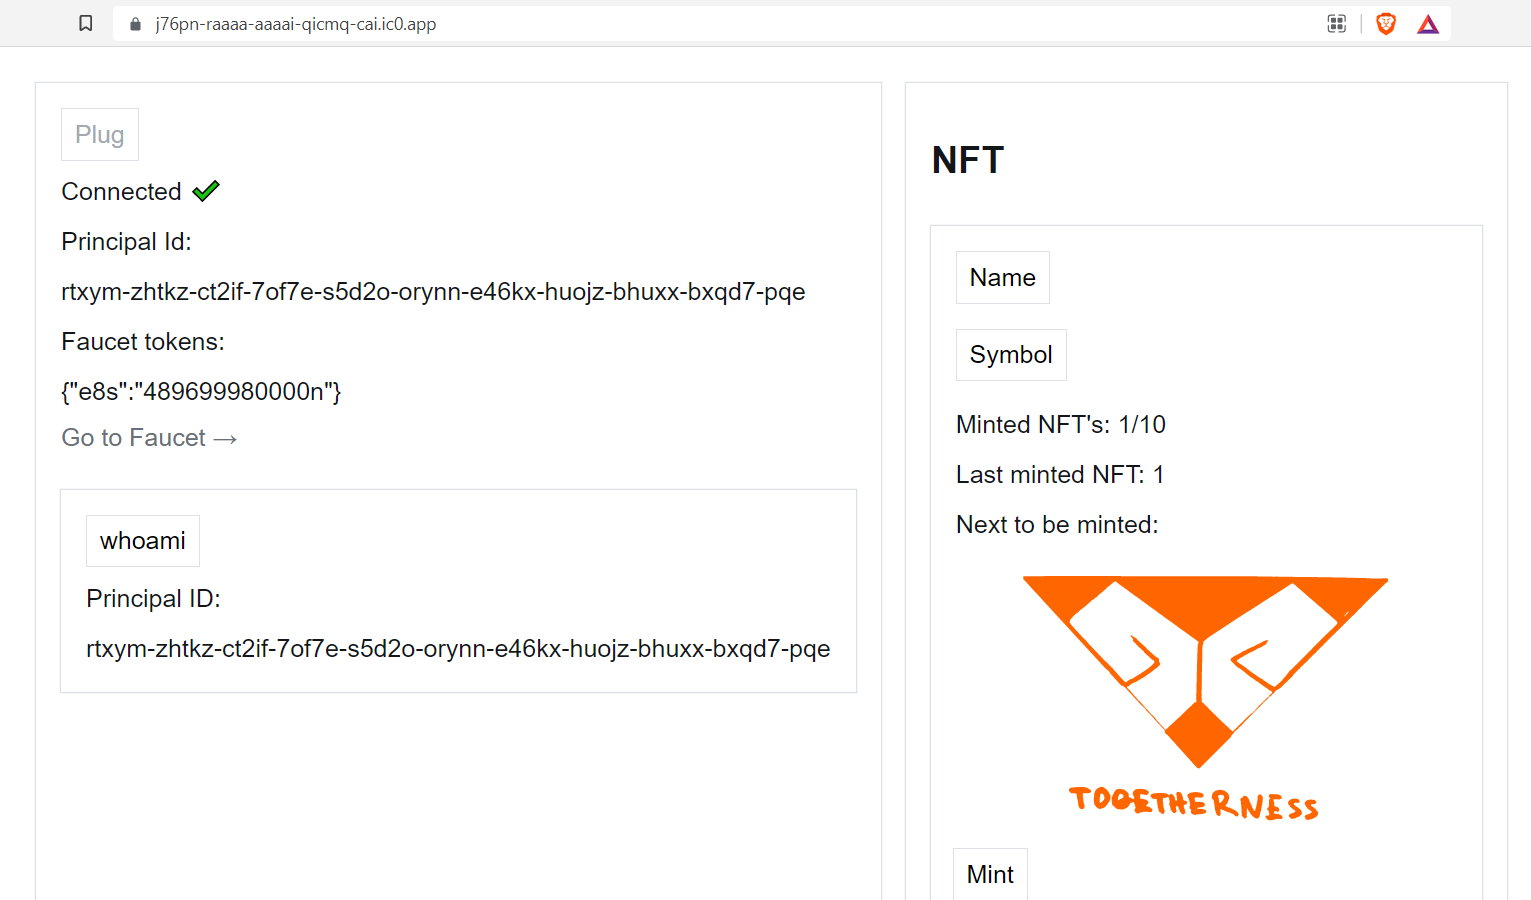 j76pn-raaaa-aaaai-qicmq-cai.ic0.app
Plug
Connected
Principal Id:
rtxym-zhtkz-ct2if-7of7e-s5d2o-orynn-e46kx-huojz-bhuxx-bxqd7-pqe
Faucet tokens:
{"e8s":"489699980000n"}
Go to Faucet →
whoami
Principal ID:
rtxym-zhtkz-ct2if-7of7e-s5d2o-orynn-e46kx-huojz-bhuxx-bxqd7-pqe
NFT
Name
Symbol
Minted NFT's: 1/10
Last minted NFT: 1
Next to be minted:
TOGETHERNESS
Mint